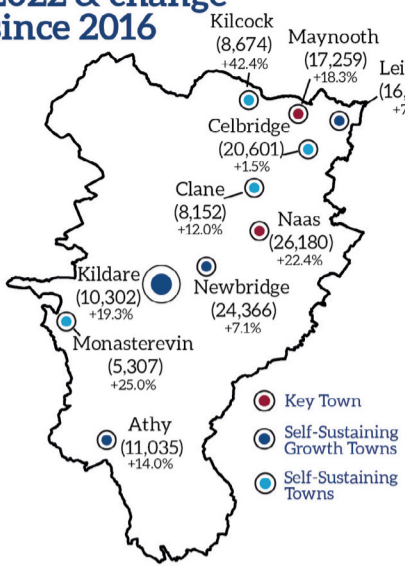 2022 & change
since 2016
Kilcock
(8,674)
+42.4%
Maynooth
(17,259)
+18.3%
Celbridge
(20,601)
+1.5%
Clane
(8,152)
+12.0%
Naas
(26,180)
+22.4%
Kildare
(10,302)
+19.3%
Newbridge
(24,366)
+7.1%
Monasterevin
(5,307)
+25.0%
Athy
(11,035)
+14.0%
Key Town
Self-Sustaining
Growth Towns
Self-Sustaining
Towns